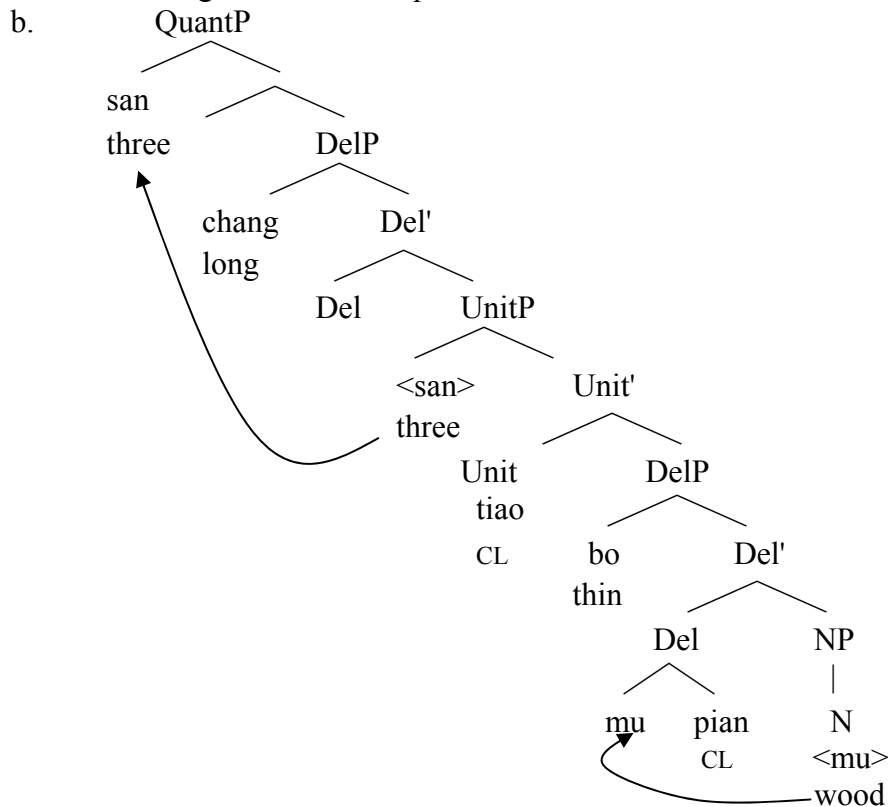 b. QuantP
san
three DelP
chang Del'
long
Del UnitP
<san> Unit'
three
Unit DelP
tiao
CL bo Del'
thin
Del NP
mu pian N
CL <mu>
wood